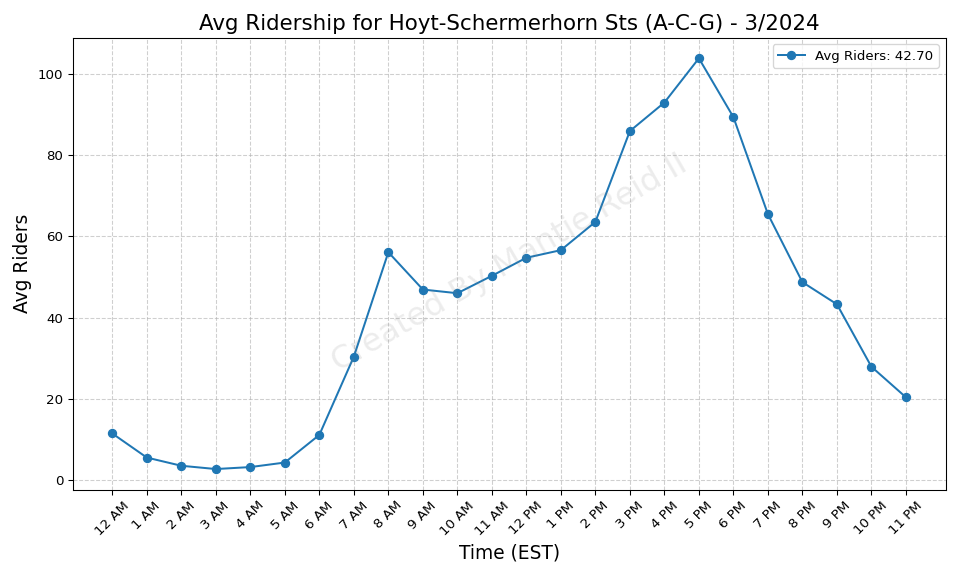 Avg Ridership for Hoyt-Schermerhorn Sts (A-C-G) - 3/2024
Avg Riders: 42.70
100
80
60
40
20
0
Avg Riders
Created By Mantie Reid II
12 AM
1 AM
2 AM
3 AM
4 AM
5 AM
6 AM
7 AM
8 AM
9 AM
10 AM
11 AM
12 PM
1 PM
2 PM
3 PM
4 PM
5 PM
6 PM
7 PM
8 PM
9 PM
10 PM
11 PM
Time (EST)